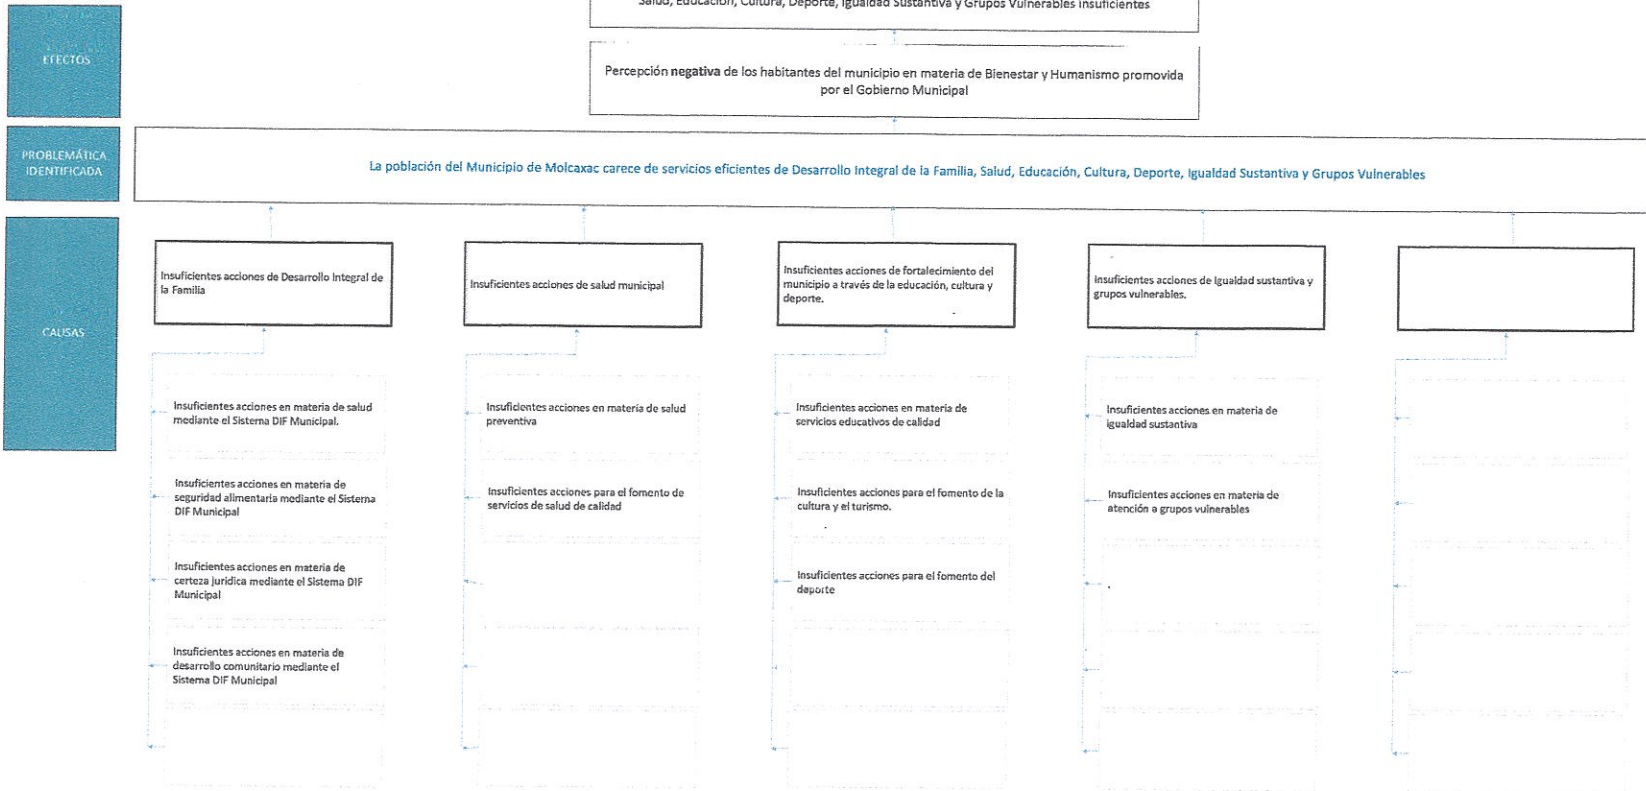 Salud, Educación, Cultura, Deporte, Igualdad Sustantiva y Grupos Vulnerables insuficientes
EFECTOS
Percepción negativa de los habitantes del municipio en materia de Bienestar y Humanismo promovida
por el Gobierno Municipal
PROBLEMÁTICA
IDENTIFICADA
La población del Municipio de Molcaxac carece de servicios eficientes de Desarrollo Integral de la Familia, Salud, Educación, Cultura, Deporte, Igualdad Sustantiva y Grupos Vulnerables
CAUSAS
Insuficientes acciones de Desarrollo Integral de
la Familia
Insuficientes acciones en materia de salud
mediante el Sistema DIF Municipal.
Insuficientes acciones en materia de
seguridad alimentaria mediante el Sistema
DIF Municipal
Insuficientes acciones en materia de
certeza jurídica mediante el Sistema DIF
Municipal
Insuficientes acciones en materia de
desarrollo comunitario mediante el
Sistema DIF Municipal
Insuficientes acciones de salud municipal
Insuficientes acciones en materia de salud
preventiva
Insuficientes acciones para el fomento de
servicios de salud de calidad
Insuficientes acciones de fortalecimiento del
municipio a través de la educación, cultura y
deporte.
Insuficientes acciones en materia de
servicios educativos de calidad
Insuficientes acciones para el fomento de la
cultura y el turismo.
Insuficientes acciones para el fomento del
deporte
Insuficientes acciones de igualdad sustantiva y
grupos vulnerables.
Insuficientes acciones en materia de
igualdad sustantiva
Insuficientes acciones en materia de
atención a grupos vulnerables